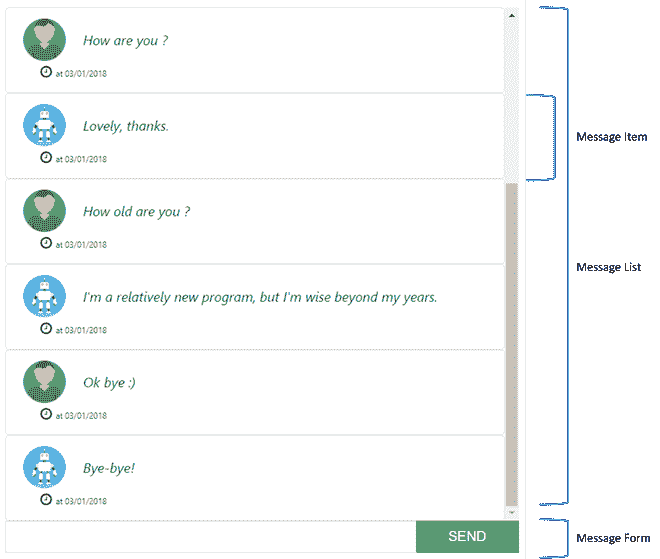 How are you ?
at 03/01/2018
Lovely, thanks.
at 03/01/2018
Message Item
How old are you ?
at 03/01/2018
Message List
I'm a relatively new program, but I'm wise beyond my years.
at 03/01/2018
Ok bye :)
at 03/01/2018
Bye-bye!
at 03/01/2018
SEND
Message Form